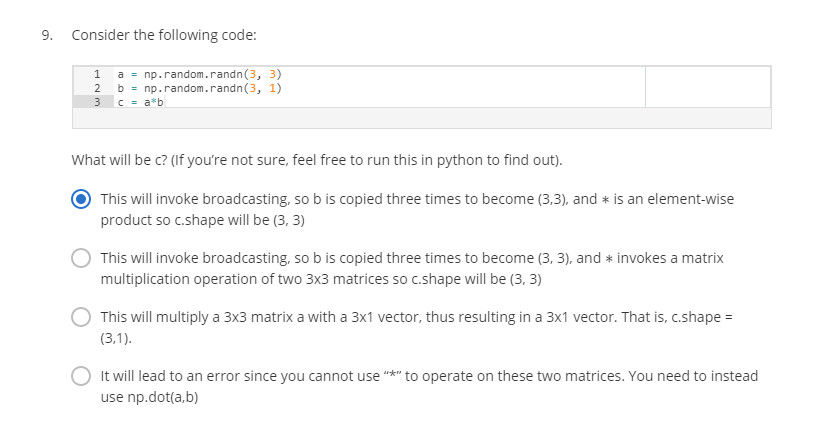 9. Consider the following code:
1 a = np.random.randn(3, 3)
2 b = np.random.randn(3, 1)
3 c = a*b
What will be c? (If you're not sure, feel free to run this in python to find out).
This will invoke broadcasting, so b is copied three times to become (3,3), and * is an element-wise
product so c.shape will be (3, 3)
This will invoke broadcasting, so b is copied three times to become (3, 3), and * invokes a matrix
multiplication operation of two 3x3 matrices so c.shape will be (3, 3)
This will multiply a 3x3 matrix a with a 3x1 vector, thus resulting in a 3x1 vector. That is, c.shape =
(3,1).
It will lead to an error since you cannot use “*” to operate on these two matrices. You need to instead
use np.dot(a,b)